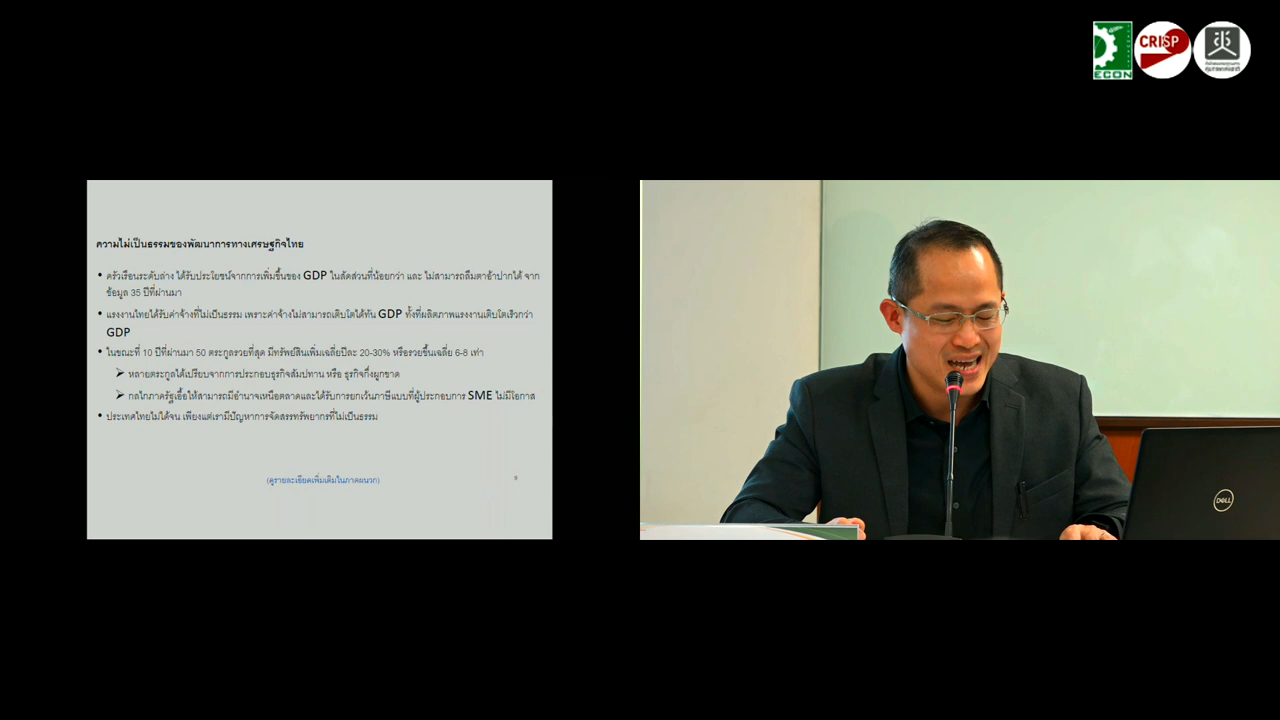 ECON
CRISP
ความไม่เป็นธรรมของพัฒนาการทางเศรษฐกิจไทย
• ครัวเรือนระดับล่าง ได้รับประโยชน์จากการเพิ่มขึ้นของ GDP ในสัดส่วนที่น้อยกว่า และ ไม่สามารถลืมตาอ้าปากได้ จาก
ข้อมูล 35 ปีที่ผ่านมา
• แรงงานไทยได้รับค่าจ้างที่ไม่เป็นธรรม เพราะค่าจ้างไม่สามารถเติบโตได้ทัน GDP ทั้งที่ผลิตภาพแรงงานเติบโตเร็วกว่า
GDP
• ในขณะที่ 10 ปีที่ผ่านมา 50 ตระกูลรวยที่สุด มีทรัพย์สินเพิ่มเฉลี่ยปีละ 20-30% หรือรวยขึ้นเฉลี่ย 6-8 เท่า
➢ หลายตระกูลได้เปรียบจากการประกอบธุรกิจสัมปทาน หรือ ธุรกิจกึ่งผูกขาด
➢ กลไกภาครัฐเอื้อให้สามารถมีอำนาจเหนือตลาดและได้รับการยกเว้นภาษีแบบที่ผู้ประกอบการ SME ไม่มีโอกาส
• ประเทศไทยไม่ได้จน เพียงแต่เรามีปัญหาการจัดสรรทรัพยากรที่ไม่เป็นธรรม
(ดูรายละเอียดเพิ่มเติมในภาคผนวก)
DELL